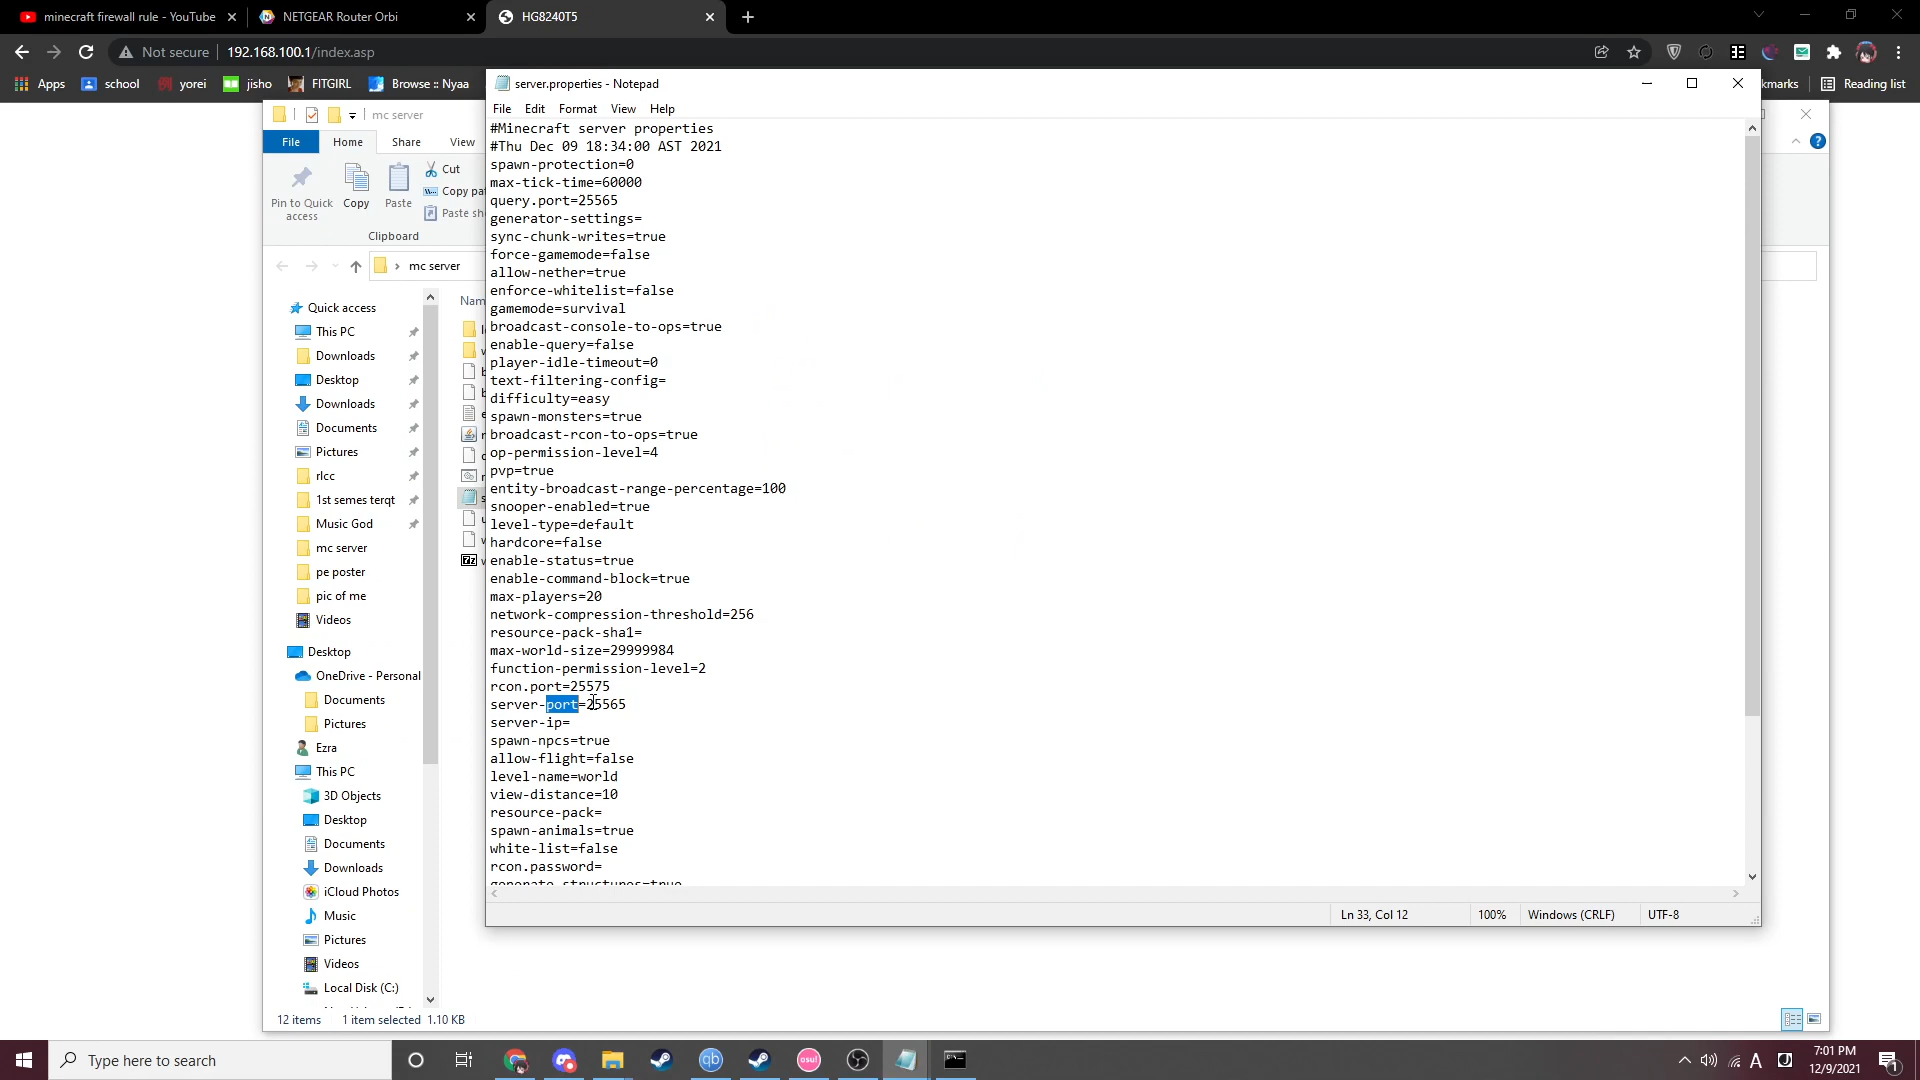 minecraft firewall rule - YouTube
NETGEAR Router Orbi
HG8240T5
Not secure
192.168.100.1/index.asp
Apps
school
yorei
jisho
FITGIRL
Browse :: Nyaa
Reading list
server.properties - Notepad
mc server
File Edit Format View Help
File Home Share View
Pin to Quick access
Copy
Paste
Cut
Clipboard
mc server
#Minecraft server properties
#Thu Dec 09 18:34:00 AST 2021
spawn-protection=0
max-tick-time=60000
query.port=25565
generator-settings=
sync-chunk-writes=true
force-gamemode=false
allow-nether=true
enforce-whitelist=false
gamemode=survival
broadcast-console-to-ops=true
enable-query=false
player-idle-timeout=0
text-filtering-config=
difficulty=easy
spawn-monsters=true
broadcast-rcon-to-ops=true
op-permission-level=4
pvp=true
entity-broadcast-range-percentage=100
snooper-enabled=true
level-type=default
hardcore=false
enable-status=true
enable-command-block=true
max-players=20
network-compression-threshold=256
resource-pack-sha1=
max-world-size=29999984
function-permission-level=2
rcon.port=25575
server-port=25565
server-ip=
spawn-npcs=true
allow-flight=false
level-name=world
view-distance=10
resource-pack=
spawn-animals=true
white-list=false
rcon.password=
Quick access
This PC
Downloads
Desktop
Downloads
Documents
Pictures
rlcc
1st semes terqt
Music God
mc server
pe poster
pic of me
Videos
Desktop
OneDrive - Personal
Documents
Pictures
Ezra
This PC
3D Objects
Desktop
Documents
Downloads
iCloud Photos
Music
Pictures
Videos
Local Disk (C:)
Ln 33, Col 12
100%
Windows (CRLF)
UTF-8
12 items 1 item selected 1.10 KB
Type here to search
7:01 PM
12/9/2021